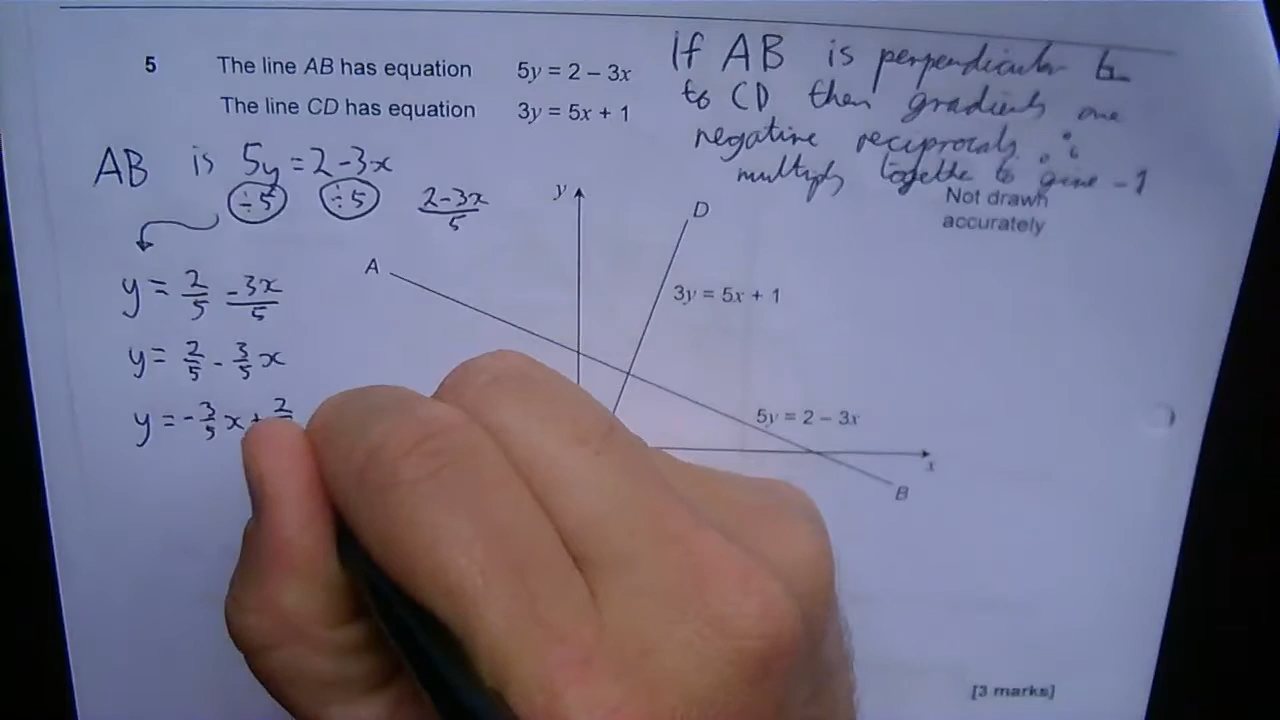 5 The line AB has equation 5y = 2 – 3x
The line CD has equation 3y = 5x + 1
If AB is perpendicular
to CD then gradients are
negative reciprocals ∴
multiply together to give -1
Not drawn
accurately
AB is 5y = 2 - 3x
÷5 ÷5 2-3x/5
y = 2/5 -3x/5
y = 2/5 - 3/5 x
y = -3/5 x + 2
y
D
A
3y = 5x + 1
5y = 2 – 3x
x
B
[3 marks]